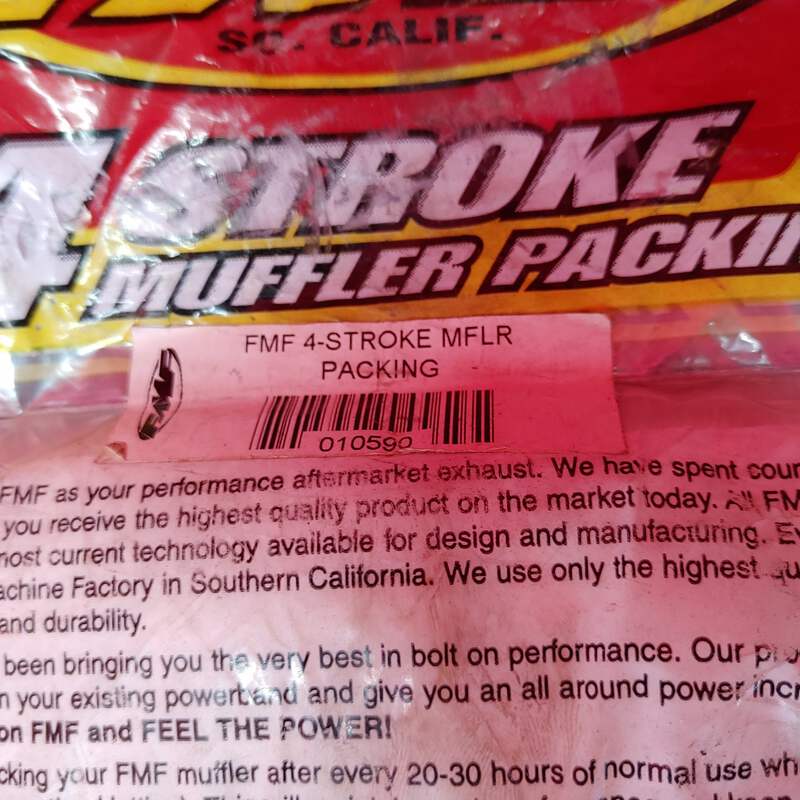 SO. CALIF.
4 STROKE
MUFFLER PACKIN
FMF 4-STROKE MFLR
PACKING
FMF
010590
FMF as your performance aftermarket exhaust. We have spent coun
you receive the highest quality product on the market today. All FM
most current technology available for design and manufacturing. Ev
achine Factory in Southern California. We use only the highest qu
and durability.
been bringing you the very best in bolt on performance. Our pro
n your existing powerband and give you an all around power incr
on FMF and FEEL THE POWER!
cking your FMF muffler after every 20-30 hours of normal use wh